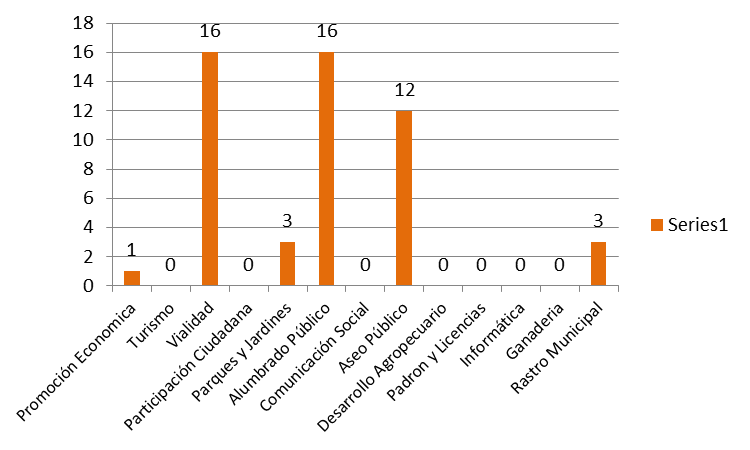 18
16
14
12
10
8
6
4
2
0
1
0
16
0
3
16
0
12
0
0
0
0
3
Promoción Economica
Turismo
Vialidad
Participación Ciudadana
Parques y Jardines
Alumbrado Público
Comunicación Social
Aseo Público
Desarrollo Agropecuario
Padron y Licencias
Informática
Ganaderia
Rastro Municipal
Series1